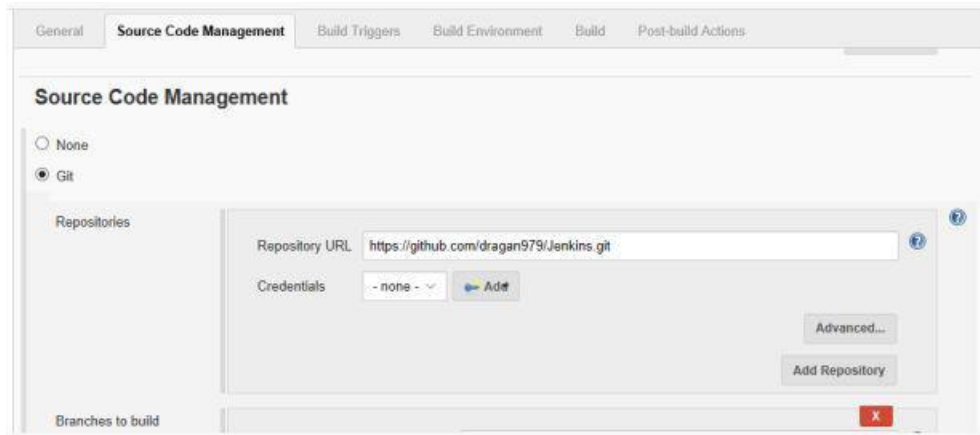 General Source Code Management Build Triggers Build Environment Build Post-build Actions
Source Code Management
None
Git
Repositories
Repository URL https://github.com/dragan979/Jenkins.git
Credentials - none - Add
Advanced...
Add Repository
Branches to build X